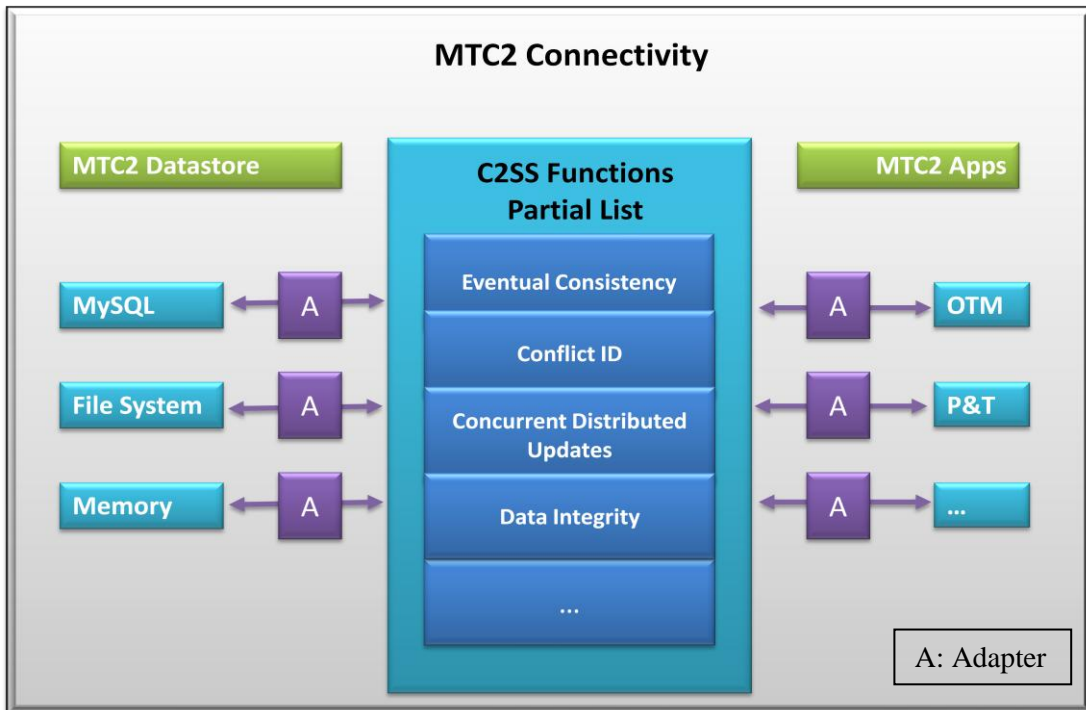 MTC2 Connectivity
MTC2 Datastore
MySQL
A
File System
A
Memory
A
C2SS Functions
Partial List
Eventual Consistency
Conflict ID
Concurrent Distributed
Updates
Data Integrity
...
MTC2 Apps
A
OTM
A
P&T
A
...
A: Adapter